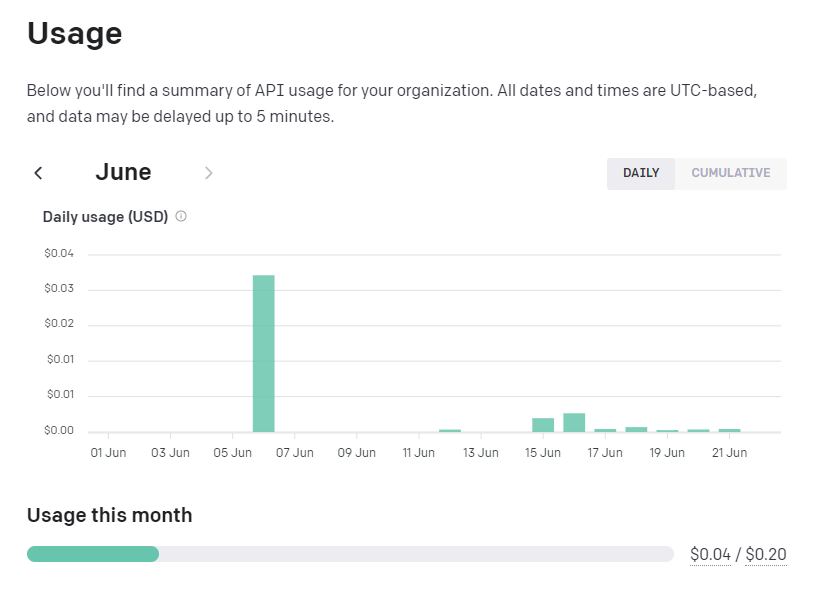 Usage
Below you'll find a summary of API usage for your organization. All dates and times are UTC-based,
and data may be delayed up to 5 minutes.
June
DAILY CUMULATIVE
Daily usage (USD)
$0.04
$0.03
$0.02
$0.01
$0.01
$0.00
01 Jun 03 Jun 05 Jun 07 Jun 09 Jun 11 Jun 13 Jun 15 Jun 17 Jun 19 Jun 21 Jun
Usage this month
$0.04 / $0.20